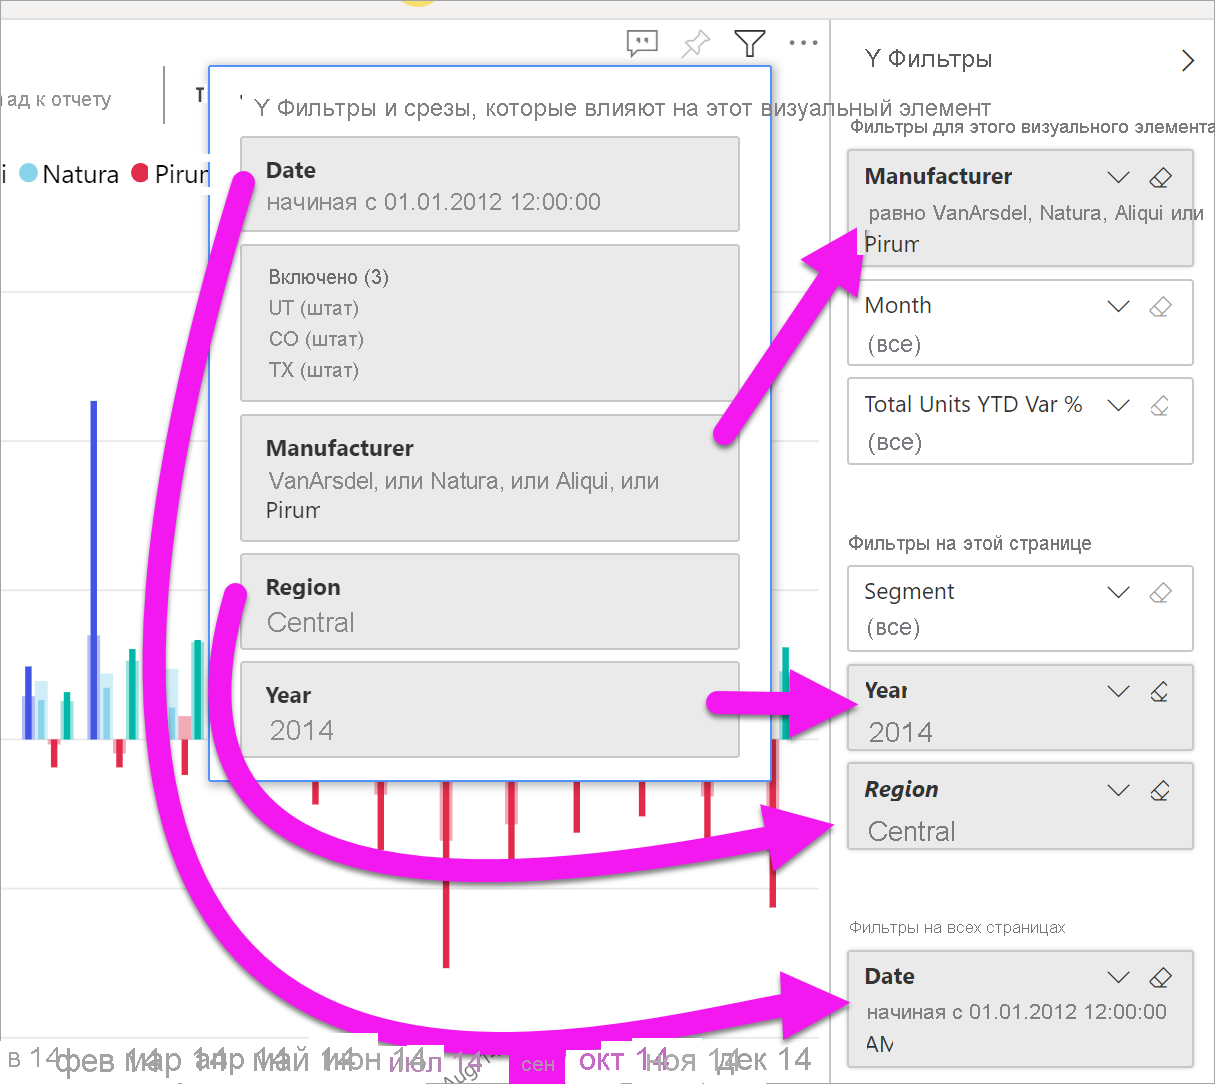 ад к отчету
Natura
Pirum
Y Фильтры и срезы, которые влияют на этот визуальный элемент
Date
начиная с 01.01.2012 12:00:00
Включено (3)
UT (штат)
CO (штат)
TX (штат)
Manufacturer
VanArsdel, или Natura, или Aliqui, или
Pirum
Region
Central
Year
2014
Y Фильтры
Фильтры для этого визуального элемента
Manufacturer
равно VanArsdel, Natura, Aliqui или
Pirum
Month
(все)
Total Units YTD Var %
(все)
Фильтры на этой странице
Segment
(все)
Year
2014
Region
Central
Фильтры на всех страницах
Date
начиная с 01.01.2012 12:00:00
AM
в 14 фев 14 мар 14 апр 14 май 14 июн 14 июл 14 сен окт 14 ноя 14 дек 14